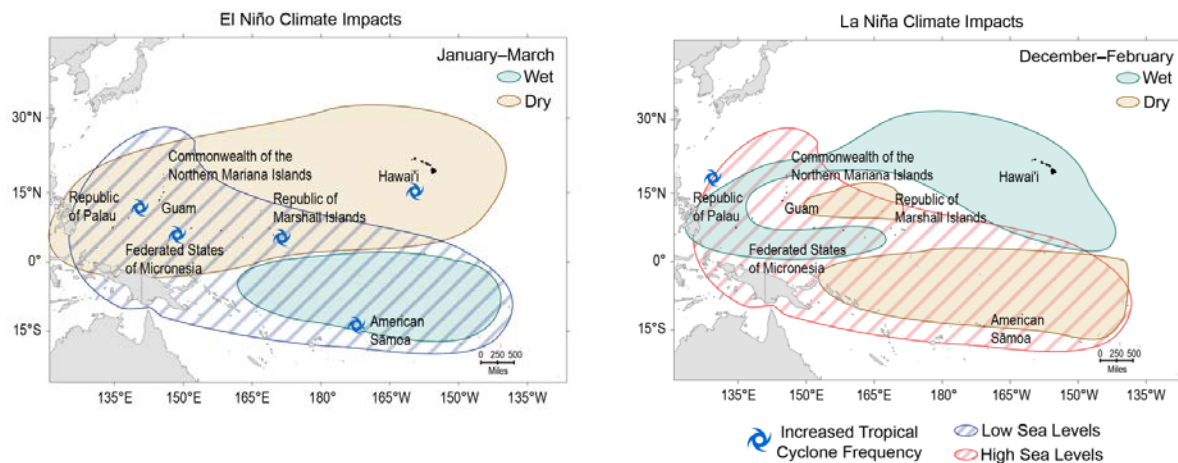 El Niño Climate Impacts
January–March
Wet
Dry
30°N
15°N
0°
15°S
Commonwealth of the
Northern Mariana Islands
Hawai'i
Republic
of Palau
Guam
Republic of
Marshall Islands
Federated States
of Micronesia
American
Sāmoa
0 250 500
Miles
135°E
150°E
165°E
180°
165°W
150°W
135°W
La Niña Climate Impacts
December–February
Wet
Dry
30°N
15°N
0°
15°S
Commonwealth of the
Northern Mariana Islands
Hawai'i
Republic
of Palau
Guam
Republic of
Marshall Islands
Federated States
of Micronesia
American
Sāmoa
0 250 500
Miles
135°E
150°E
165°E
180°
165°W
150°W
135°W
Increased Tropical
Cyclone Frequency
Low Sea Levels
High Sea Levels